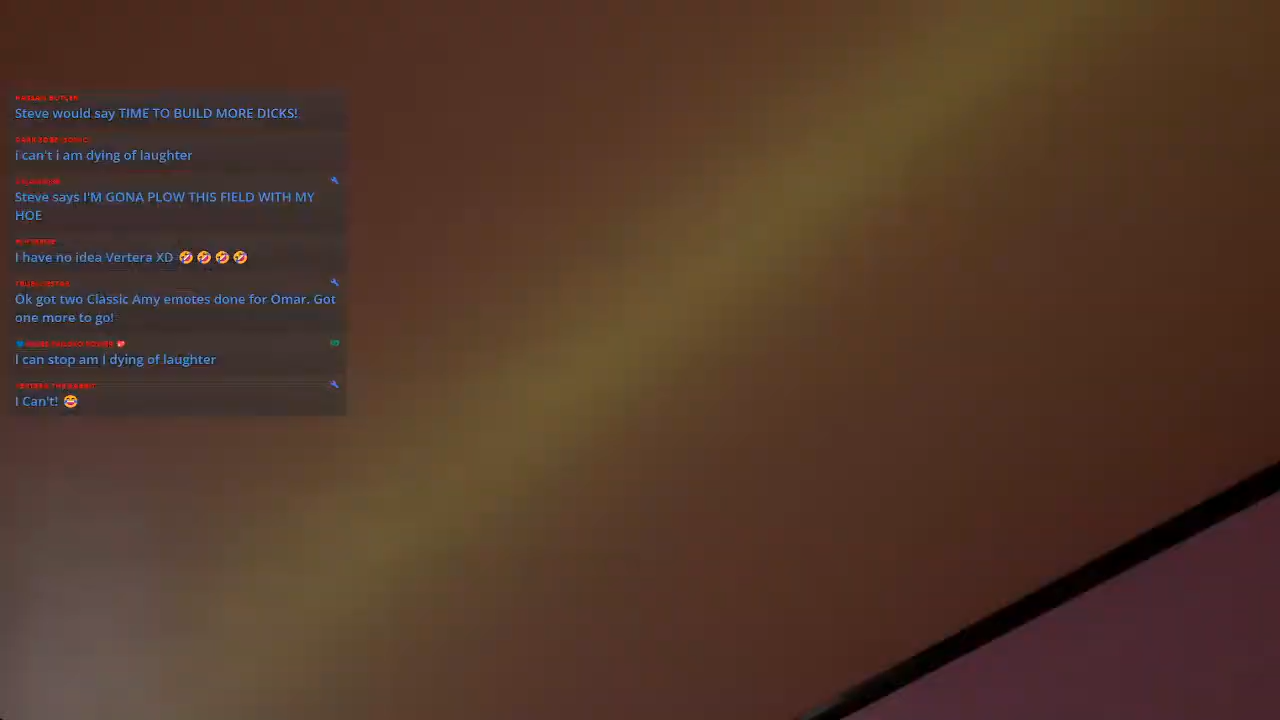 Steve would say TIME TO BUILD MORE DICKS!
i can't i am dying of laughter
Steve says I'M GONA PLOW THIS FIELD WITH MY
HOE
I have no idea Vertera XD 🤣 🤣 🤣 🤣
Ok got two Classic Amy emotes done for Omar. Got
one more to go!
I can stop am I dying of laughter
I Can't! 😂